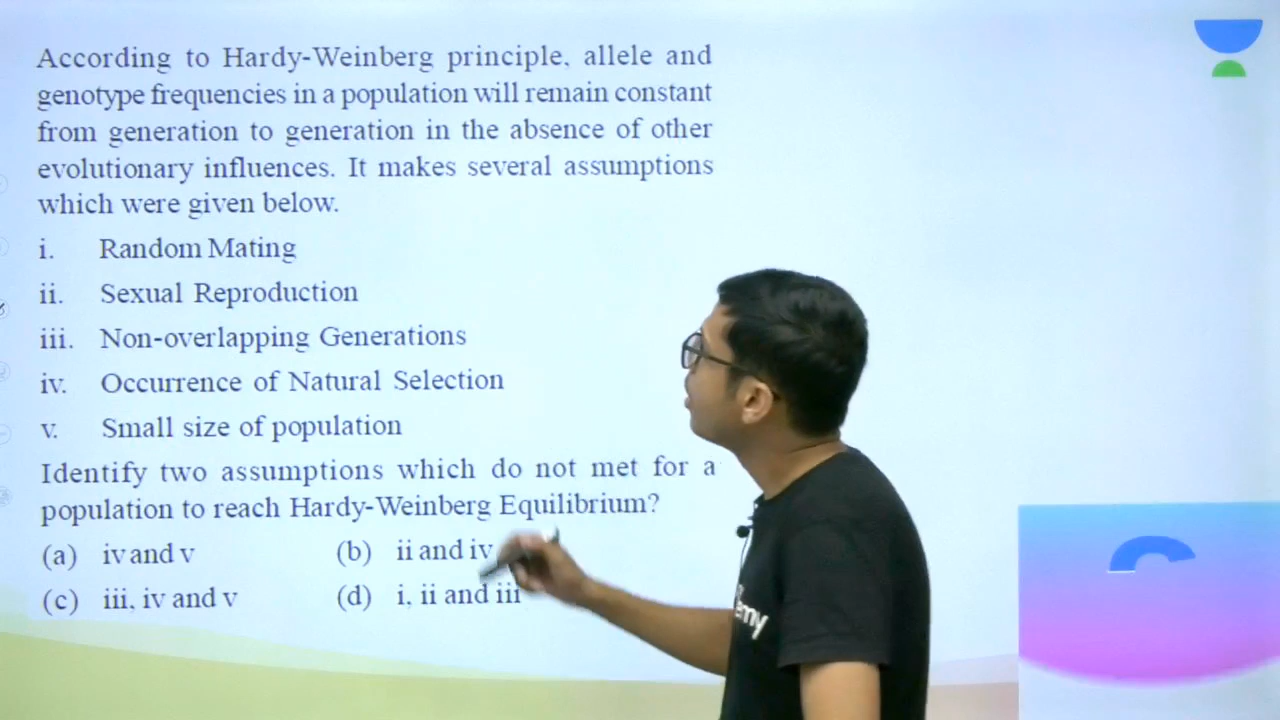 According to Hardy-Weinberg principle, allele and
genotype frequencies in a population will remain constant
from generation to generation in the absence of other
evolutionary influences. It makes several assumptions
which were given below.
i. Random Mating
ii. Sexual Reproduction
iii. Non-overlapping Generations
iv. Occurrence of Natural Selection
v. Small size of population
Identify two assumptions which do not met for a
population to reach Hardy-Weinberg Equilibrium?
(a) iv and v (b) ii and iv
(c) iii, iv and v (d) i, ii and iii